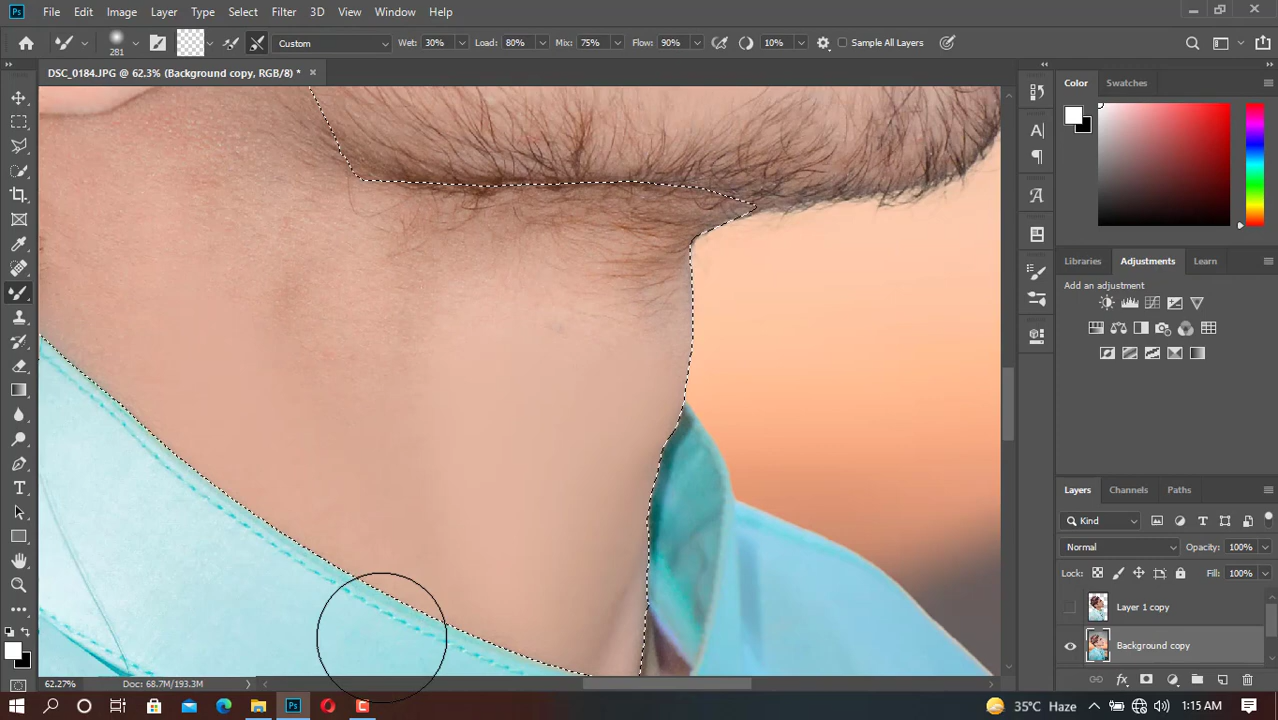 Ps File Edit Image Layer Type Select Filter 3D View Window Help
281 Custom Wet: 30% Load: 80% Mix: 75% Flow: 90% 10% Sample All Layers
DSC_0184.JPG @ 62.3% (Background copy, RGB/8) *
Color Swatches
Libraries Adjustments Learn
Add an adjustment
Layers Channels Paths
Kind
Normal Opacity: 100%
Lock: Fill: 100%
Layer 1 copy
Background copy
62.27% Doc: 68.7M/193.3M
35°C Haze 1:15 AM